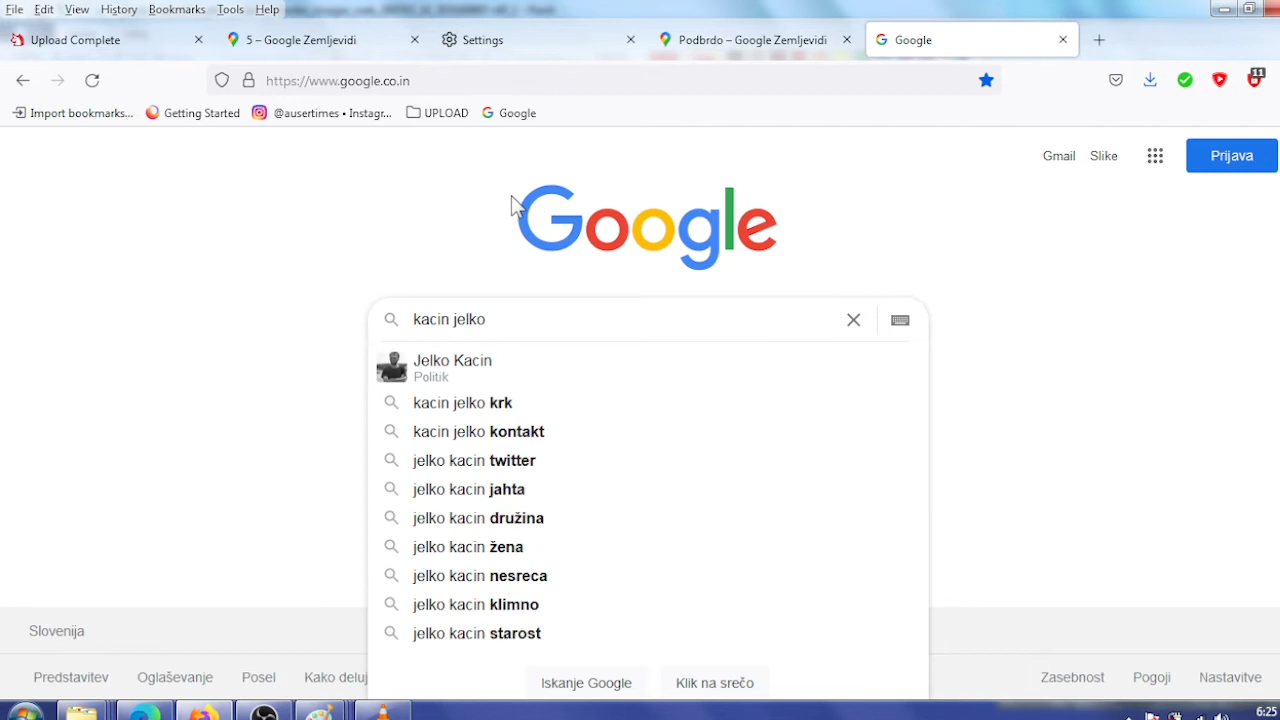 File Edit View History Bookmarks Tools Help
Upload Complete 5 – Google Zemljevidi Settings Podbrdo – Google Zemljevidi Google
https://www.google.co.in 11
Import bookmarks... Getting Started @ausertimes • Instagr... UPLOAD Google
Gmail Slike Prijava
Google
kacin jelko
Jelko Kacin
Politik
kacin jelko krk
kacin jelko kontakt
jelko kacin twitter
jelko kacin jahta
jelko kacin družina
jelko kacin žena
jelko kacin nesreca
jelko kacin klimno
jelko kacin starost
Slovenija
Iskanje Google Klik na srečo
Predstavitev Oglaševanje Posel Kako deluj Zasebnost Pogoji Nastavitve
6:25